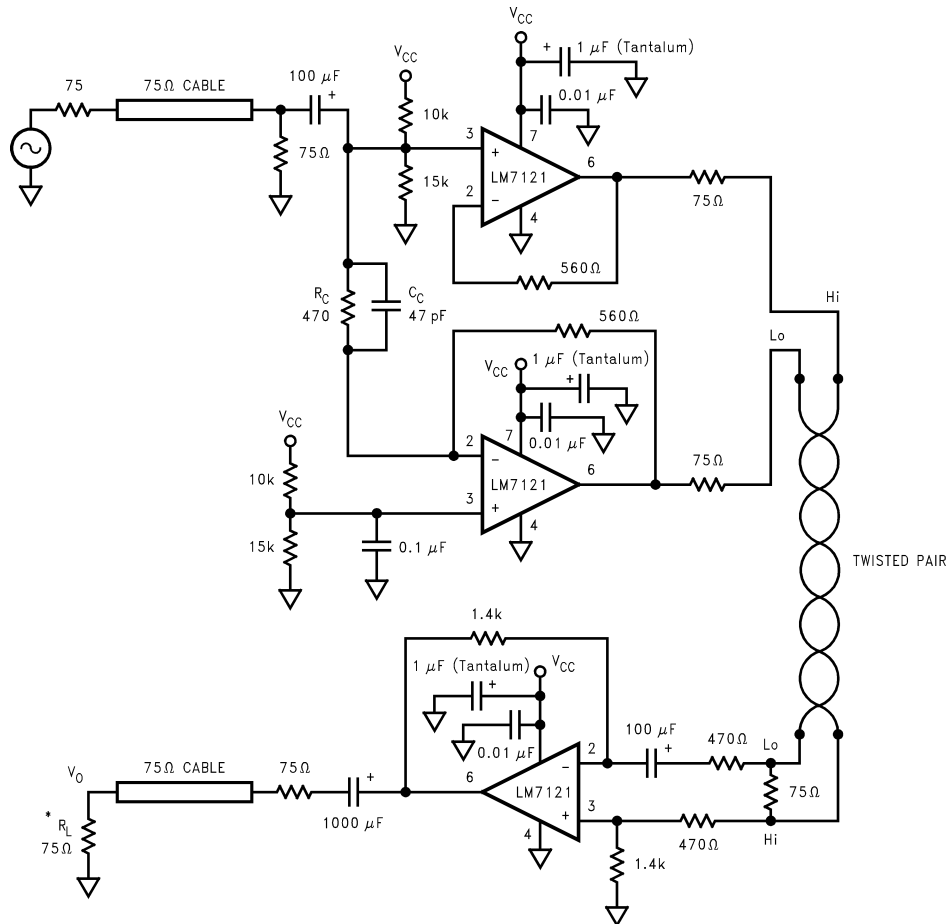 V_CC
1 μF (Tantalum)
+
75
75Ω CABLE
100 μF
+
V_CC
0.01 μF
10k
7
3
+
6
75Ω
LM7121
15k
2
−
4
75Ω
560Ω
Hi
R_C
470
C_C
47 pF
560Ω
Lo
1 μF (Tantalum)
V_CC
+
V_CC
7
0.01 μF
2
−
6
75Ω
10k
LM7121
3
+
4
15k
0.1 μF
TWISTED PAIR
1.4k
1 μF (Tantalum)
V_CC
+
100 μF
0.01 μF
+
470Ω
Lo
2
−
V_O
75Ω CABLE
75Ω
+
6
LM7121
75Ω
3
+
*
R_L
75Ω
1000 μF
4
470Ω
Hi
1.4k